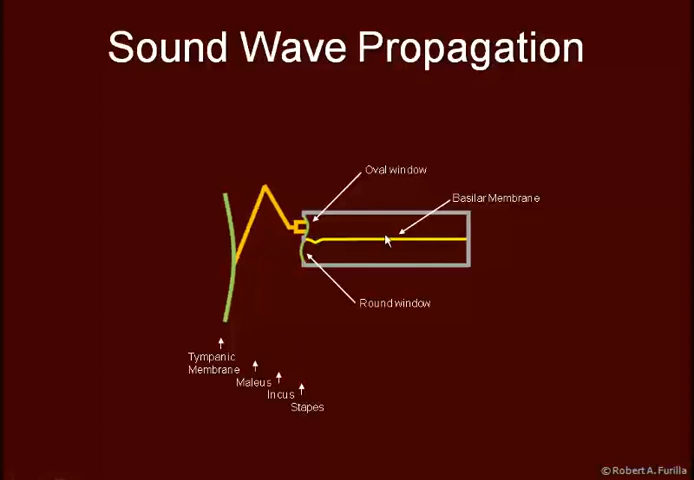 Sound Wave Propagation
Oval window
Basilar Membrane
Round window
Tympanic
Membrane
Maleus
Incus
Stapes
© Robert A. Furilla